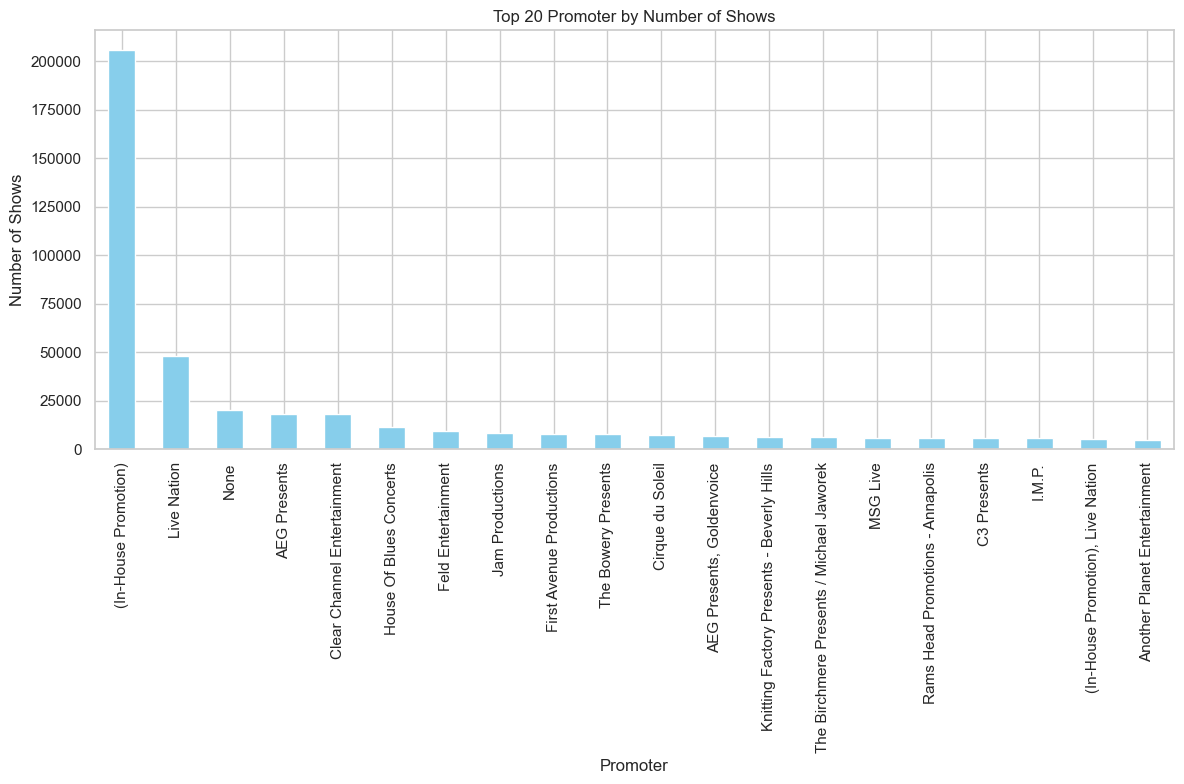 Top 20 Promoter by Number of Shows
Number of Shows
200000
175000
150000
125000
100000
75000
50000
25000
0
(In-House Promotion)
Live Nation
None
AEG Presents
Clear Channel Entertainment
House Of Blues Concerts
Feld Entertainment
Jam Productions
First Avenue Productions
The Bowery Presents
Cirque du Soleil
AEG Presents, Goldenvoice
Knitting Factory Presents - Beverly Hills
The Birchmere Presents / Michael Jaworek
MSG Live
Rams Head Promotions - Annapolis
C3 Presents
I.M.P.
(In-House Promotion), Live Nation
Another Planet Entertainment
Promoter